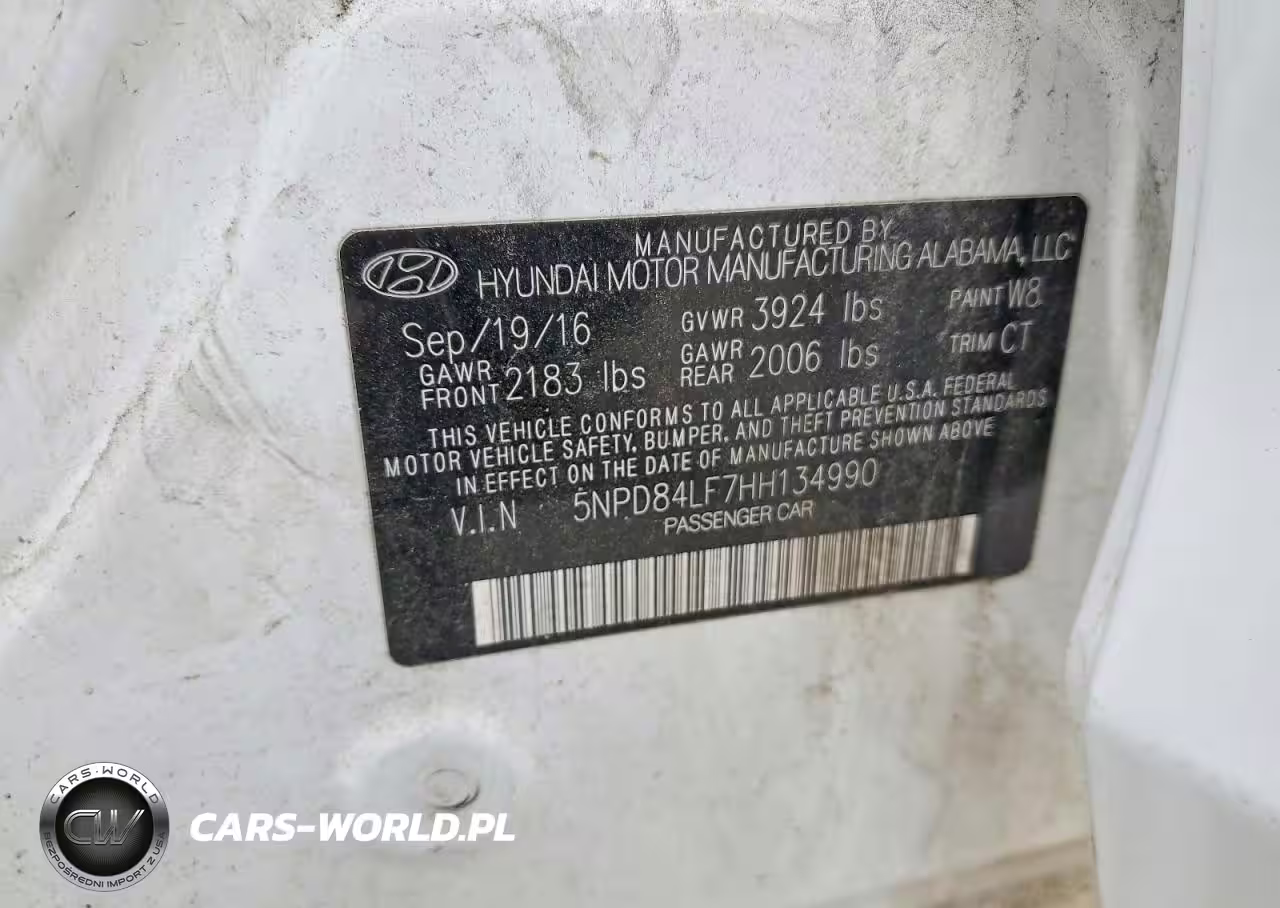 MANUFACTURED BY
HYUNDAI MOTOR MANUFACTURING ALABAMA, LLC
Sep/19/16 GVWR 3924 lbs PAINT W8
GAWR FRONT 2183 lbs GAWR REAR 2006 lbs TRIM CT
THIS VEHICLE CONFORMS TO ALL APPLICABLE U.S.A. FEDERAL
MOTOR VEHICLE SAFETY, BUMPER, AND THEFT PREVENTION STANDARDS
IN EFFECT ON THE DATE OF MANUFACTURE SHOWN ABOVE
V.I.N 5NPD84LF7HH134990
PASSENGER CAR
CARS-WORLD
CW
BEZPOŚREDNI IMPORT Z USA
CARS-WORLD.PL